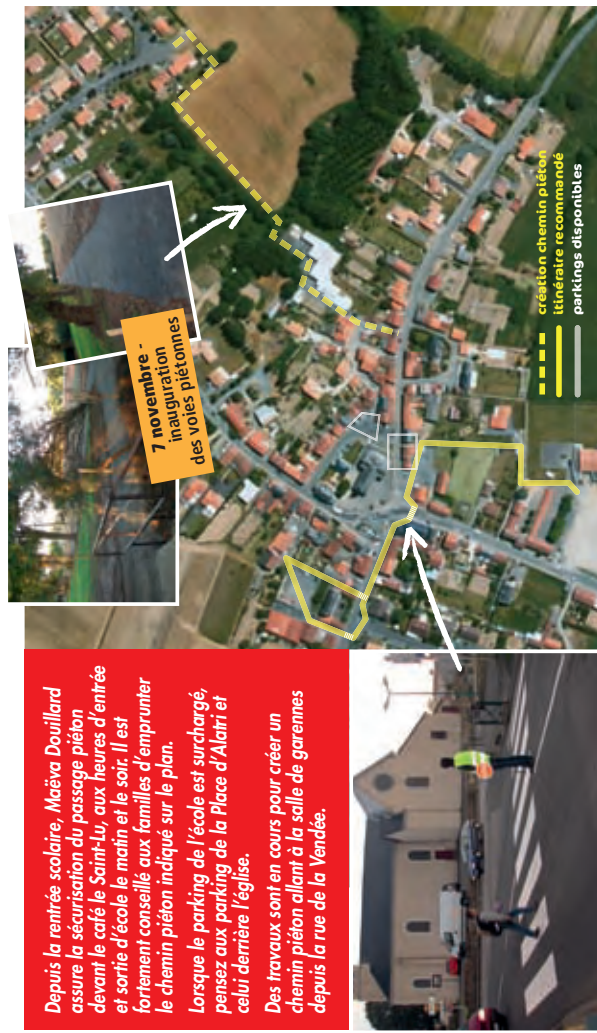 Depuis la rentrée scolaire, Maëva Douillard
assure la sécurisation du passage piéton
devant le café le Saint-Lu, aux heures d'entrée
et sortie d'école le matin et le soir. Il est
fortement conseillé aux familles d'emprunter
le chemin piéton indiqué sur le plan.
Lorsque le parking de l'école est surchargé,
pensez aux parking de la Place d'Alatri et
celui derrière l'église.
Des travaux sont en cours pour créer un
chemin piéton allant à la salle de garennes
depuis la rue de la Vendée.
7 novembre -
inauguration
des voies piétonnes
création chemin piéton
itinéraire recommandé
parkings disponibles